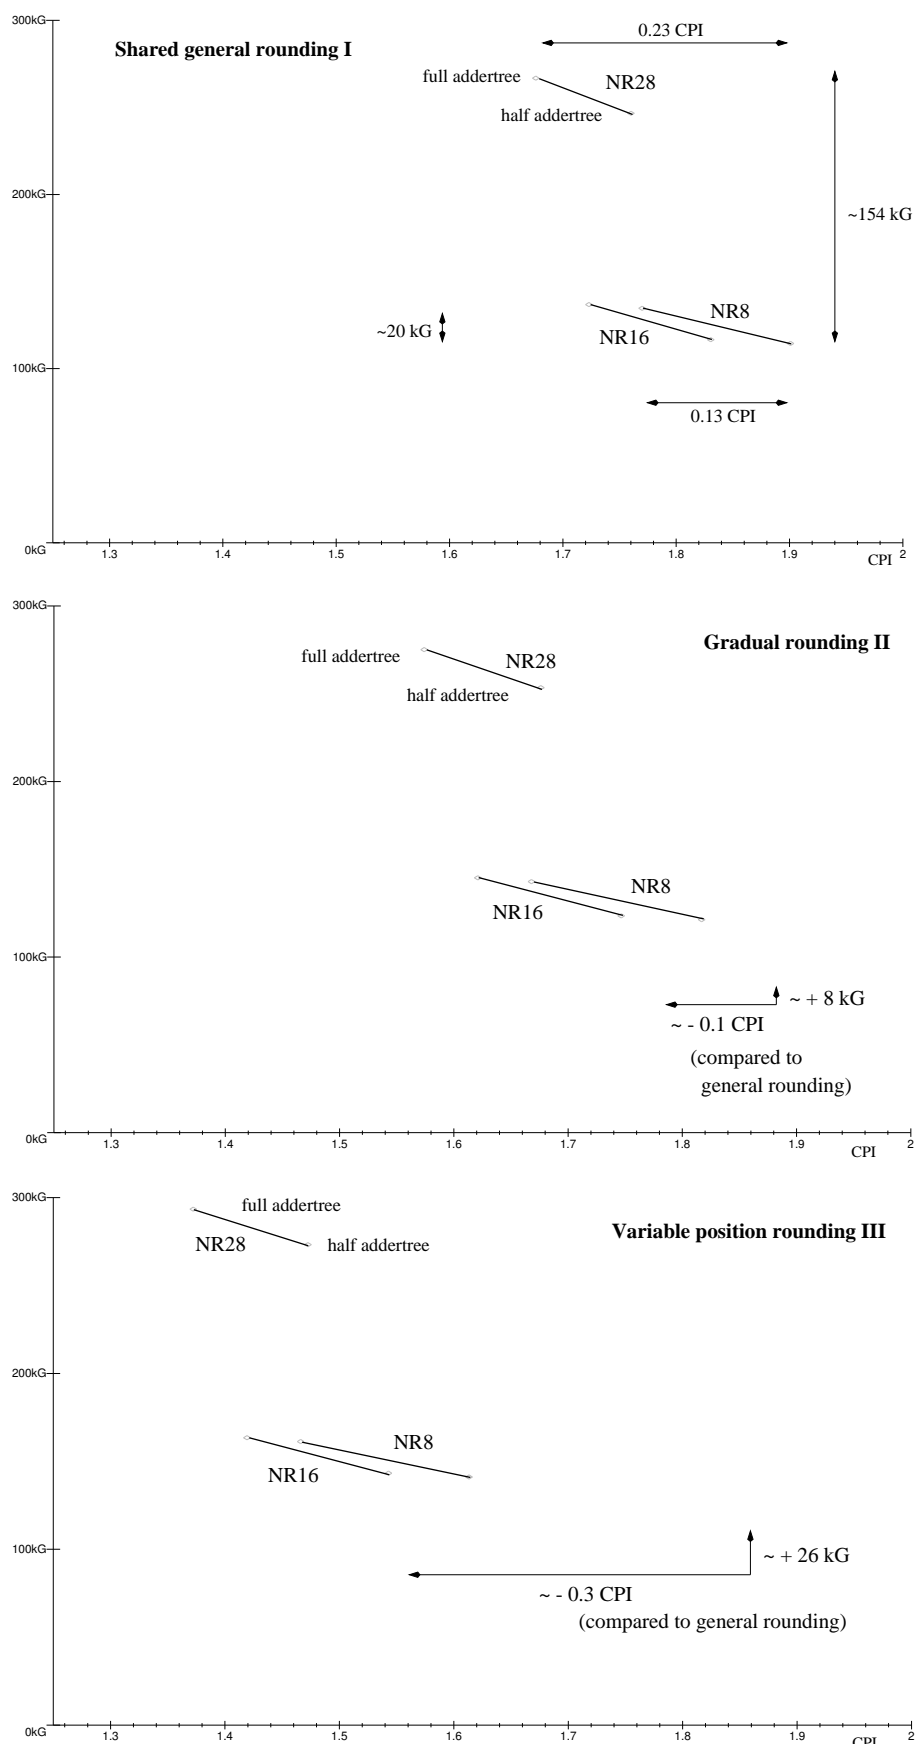 300kG
Shared general rounding I
0.23 CPI
full addertree
NR28
half addertree
200kG
~154 kG
NR8
~20 kG
NR16
100kG
0.13 CPI
0kG
1.3 1.4 1.5 1.6 1.7 1.8 1.9 2
CPI
300kG
Gradual rounding II
full addertree
NR28
half addertree
200kG
NR8
NR16
100kG
~ + 8 kG
~ - 0.1 CPI
(compared to
general rounding)
0kG
1.3 1.4 1.5 1.6 1.7 1.8 1.9 2
CPI
300kG
full addertree
Variable position rounding III
NR28
half addertree
200kG
NR8
NR16
100kG
~ + 26 kG
~ - 0.3 CPI
(compared to general rounding)
0kG
1.3 1.4 1.5 1.6 1.7 1.8 1.9 2
CPI